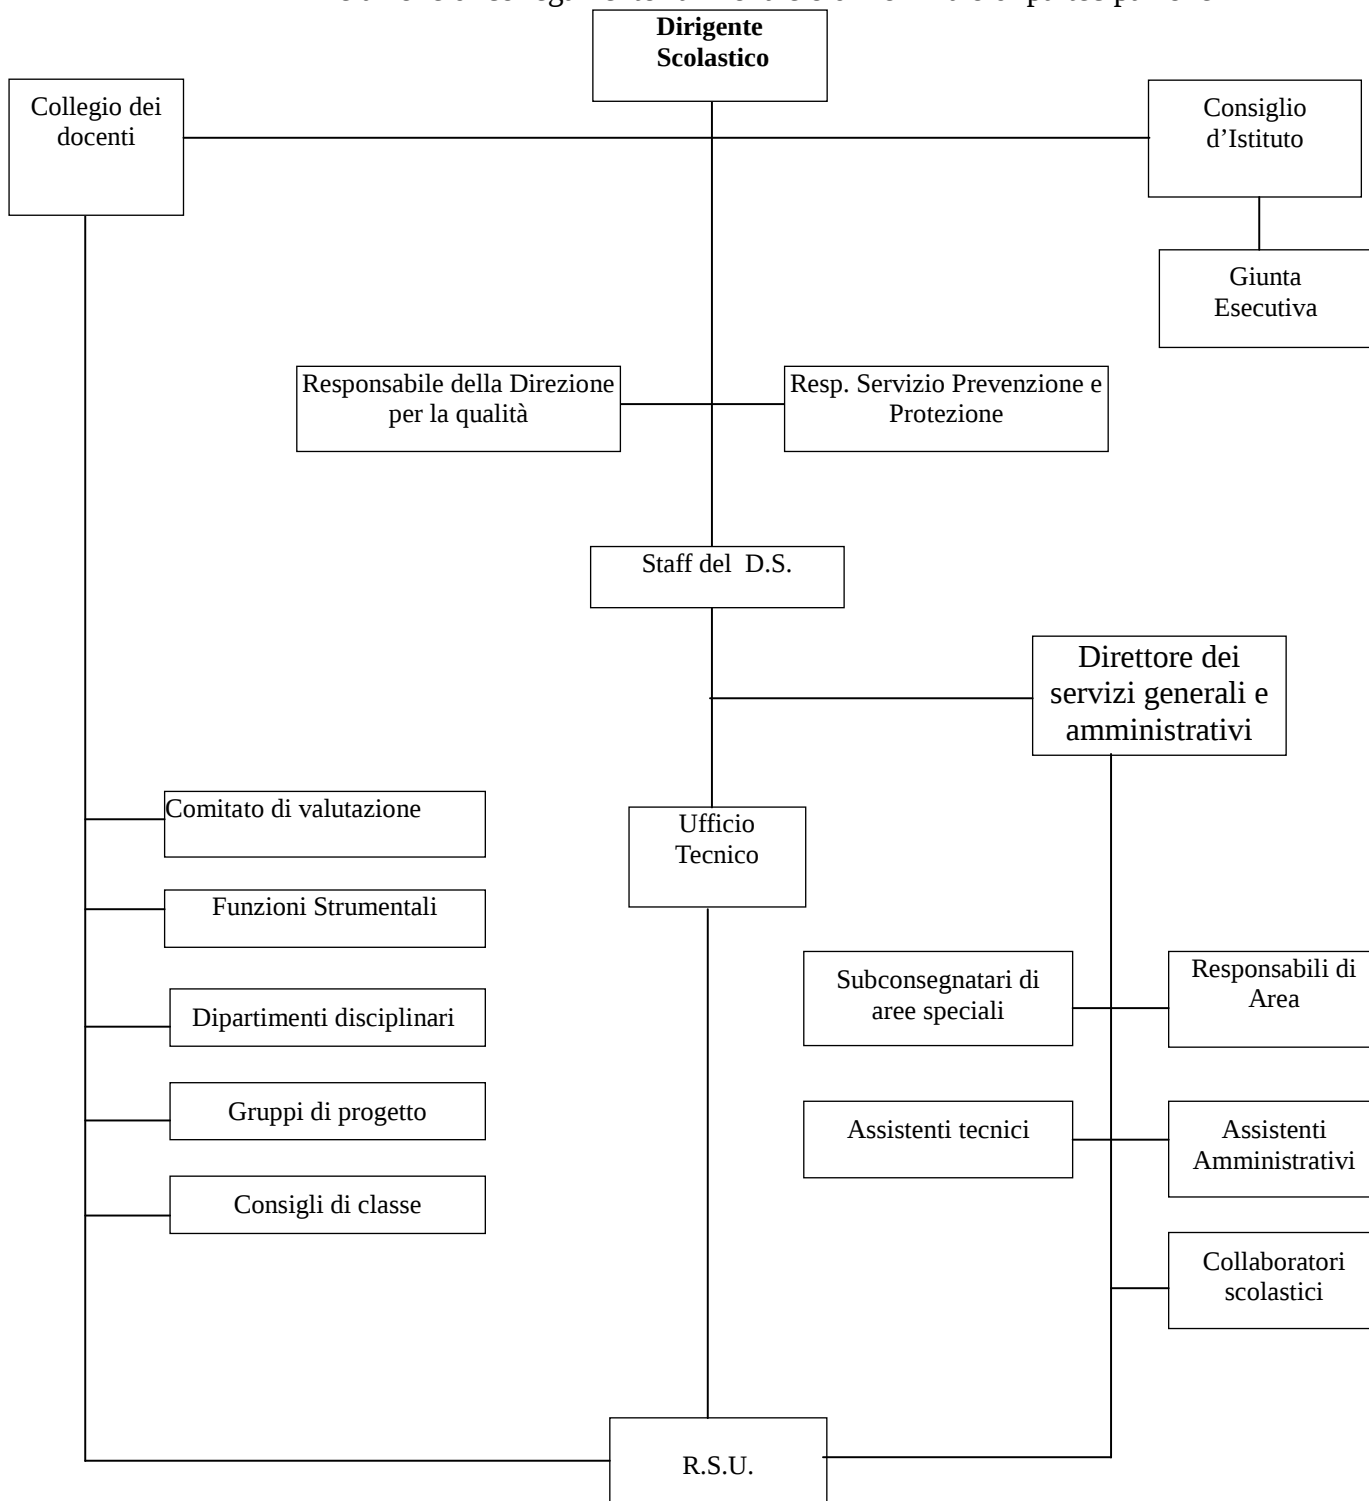 Dirigente
Scolastico
Collegio dei
docenti
Consiglio
d’Istituto
Giunta
Esecutiva
Responsabile della Direzione
per la qualità
Resp. Servizio Prevenzione e
Protezione
Staff del D.S.
Direttore dei
servizi generali e
amministrativi
Comitato di valutazione
Ufficio
Tecnico
Funzioni Strumentali
Subconsegnatari di
aree speciali
Responsabili di
Area
Dipartimenti disciplinari
Gruppi di progetto
Assistenti tecnici
Assistenti
Amministrativi
Consigli di classe
Collaboratori
scolastici
R.S.U.